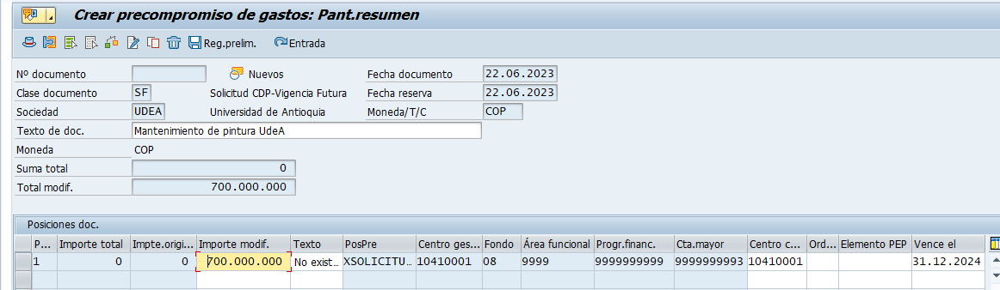 Crear precompromiso de gastos: Pant.resumen
Reg.prelim. Entrada
Nº documento Nuevos Fecha documento 22.06.2023
Clase documento SF Solicitud CDP-Vigencia Futura Fecha reserva 22.06.2023
Sociedad UDEA Universidad de Antioquia Moneda/T/C COP
Texto de doc. Mantenimiento de pintura UdeA
Moneda COP
Suma total 0
Total modif. 700.000.000
Posiciones doc.
P... Importe total Impte.origi... Importe modif. Texto PosPre Centro ges... Fondo Área funcional Progr.financ. Cta.mayor Centro c... Ord... Elemento PEP Vence el
1 0 0 700.000.000 No exist... XSOLICITU... 10410001 08 9999 9999999999 9999999993 10410001 31.12.2024